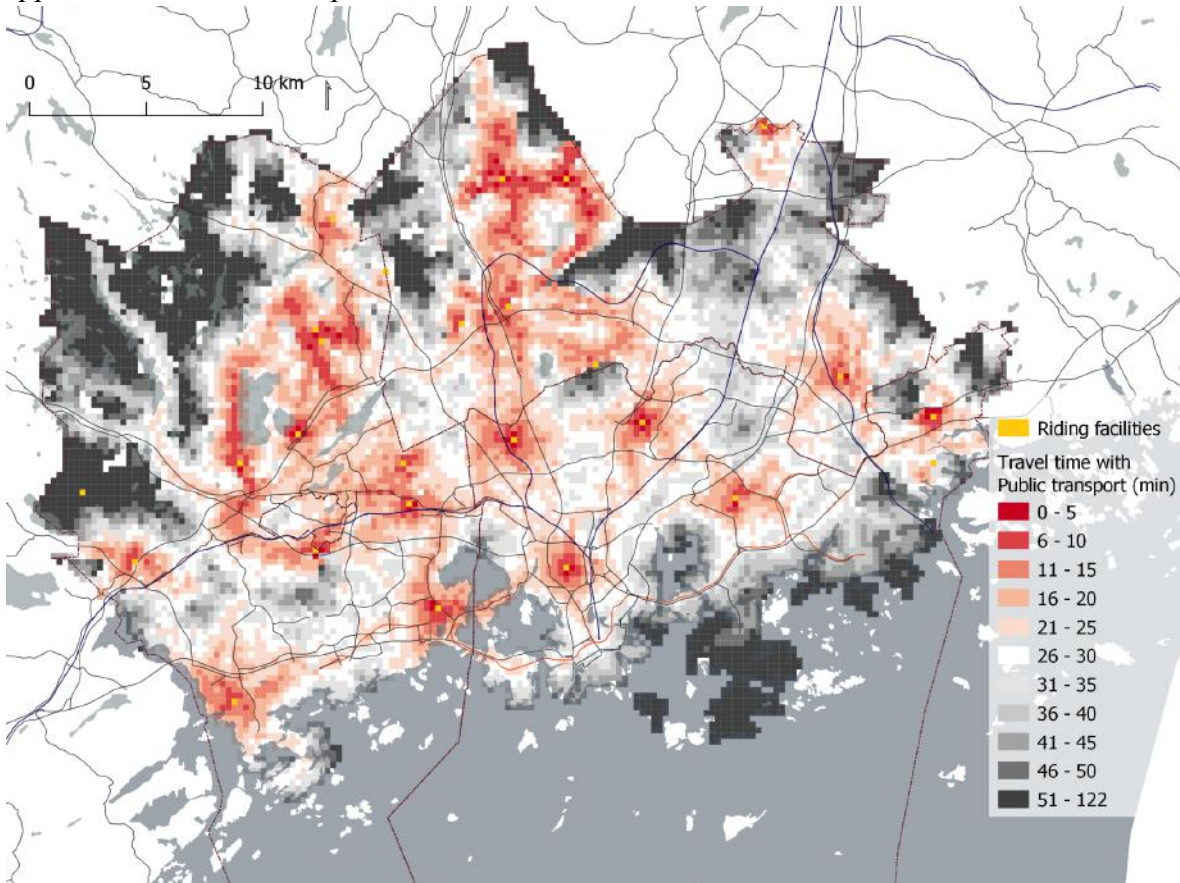 0 5 10 km
Riding facilities
Travel time with
Public transport (min)
0 - 5
6 - 10
11 - 15
16 - 20
21 - 25
26 - 30
31 - 35
36 - 40
41 - 45
46 - 50
51 - 122